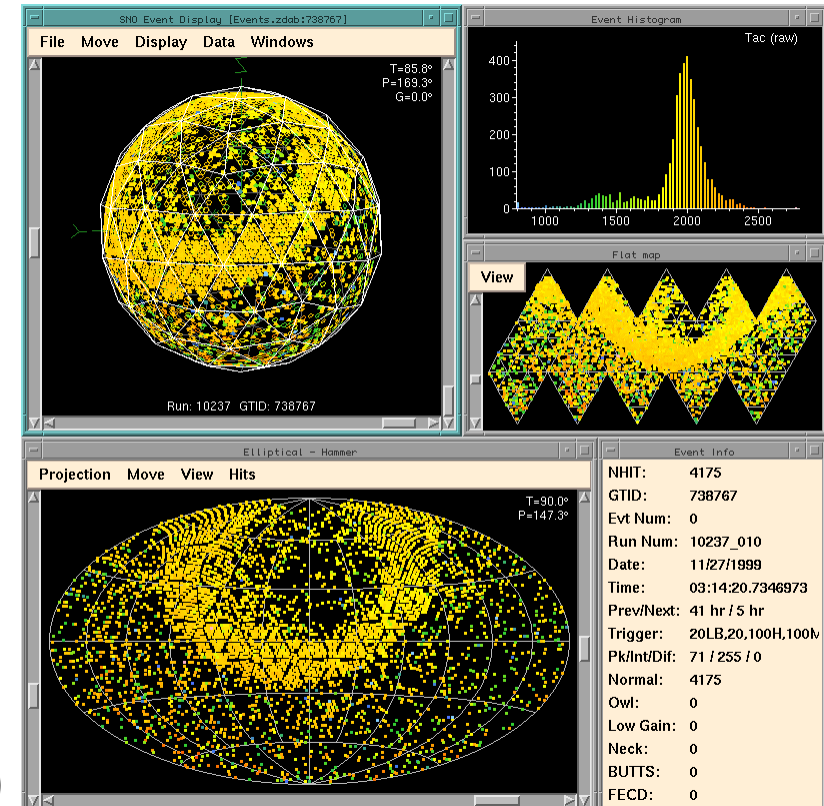 SNO Event Display [Events.zdab:738767]
File Move Display Data Windows
T=85.8°
P=169.3°
G=0.0°
Z
Y
Run: 10237 GTID: 738767
Event Histogram
Tac (raw)
400
300
200
100
0
1000 1500 2000 2500
Flat map
View
Elliptical - Hammer
Projection Move View Hits
T=90.0°
P=147.3°
Event Info
NHIT: 4175
GTID: 738767
Evt Num: 0
Run Num: 10237_010
Date: 11/27/1999
Time: 03:14:20.7346973
Prev/Next: 41 hr / 5 hr
Trigger: 20LB,20,100H,100M
Pk/Int/Dif: 71 / 255 / 0
Normal: 4175
Owl: 0
Low Gain: 0
Neck: 0
BUTTS: 0
FECD: 0